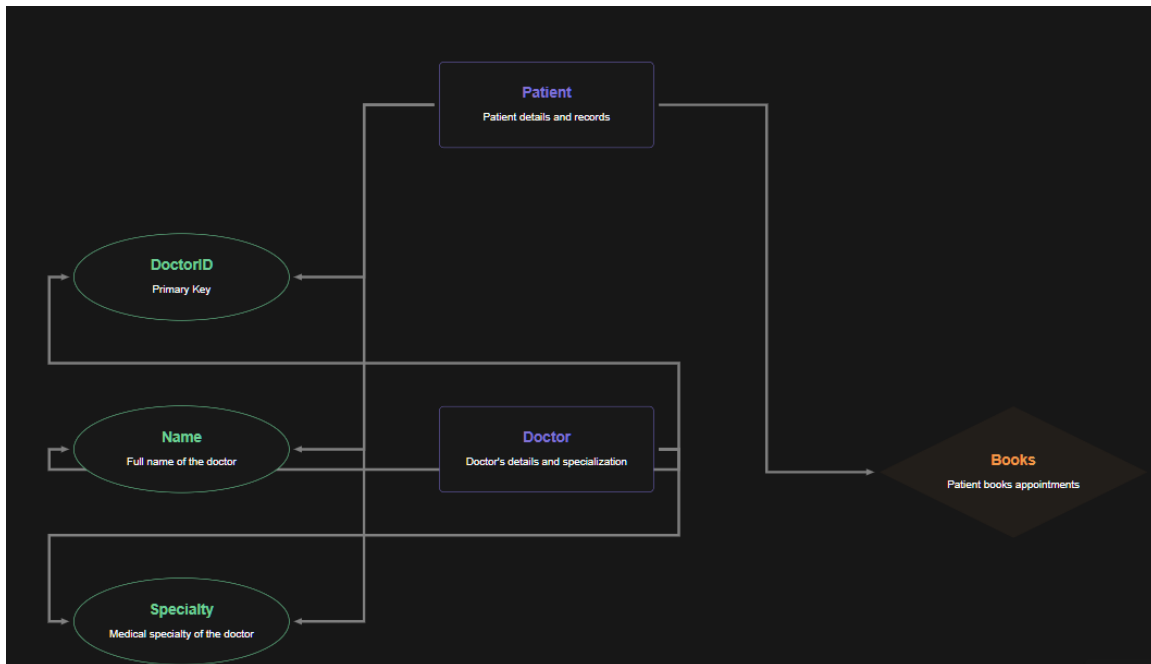 Patient
Patient details and records
DoctorID
Primary Key
Name
Full name of the doctor
Doctor
Doctor's details and specialization
Books
Patient books appointments
Specialty
Medical specialty of the doctor